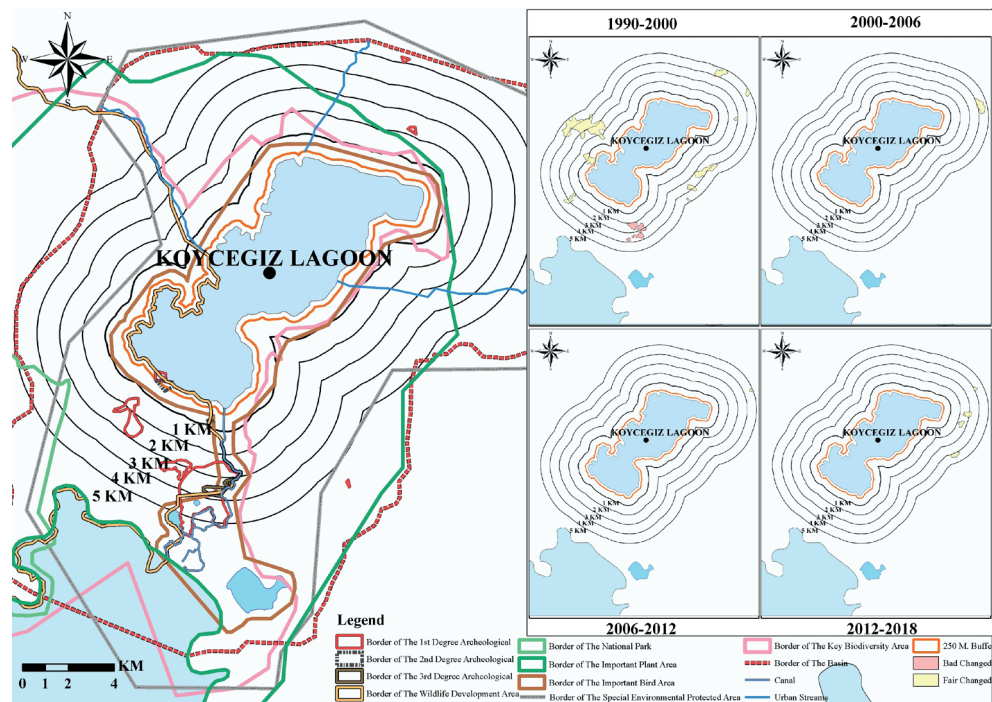 1990-2000
2000-2006
N
W
E
S
KOYCEGIZ LAGOON
1 KM
2 KM
3 KM
4 KM
5 KM
KOYCEGIZ LAGOON
1 KM
2 KM
3 KM
4 KM
5 KM
KOYCEGIZ LAGOON
1 KM
2 KM
3 KM
4 KM
5 KM
KOYCEGIZ LAGOON
1 KM
2 KM
3 KM
4 KM
5 KM
KOYCEGIZ LAGOON
1 KM
2 KM
3 KM
4 KM
5 KM
2006-2012
2012-2018
KM
0 1 2 4
Legend
Border of The 1st Degree Archeological
Border of The 2nd Degree Archeological
Border of The 3rd Degree Archeological
Border of The Wildlife Development Area
Border of The National Park
Border of The Important Plant Area
Border of The Important Bird Area
Border of The Special Environmental Protected Area
Border of The Key Biodiversity Area
Border of The Basin
Canal
Urban Streams
250 M. Buffe
Bad Changed
Fair Changed